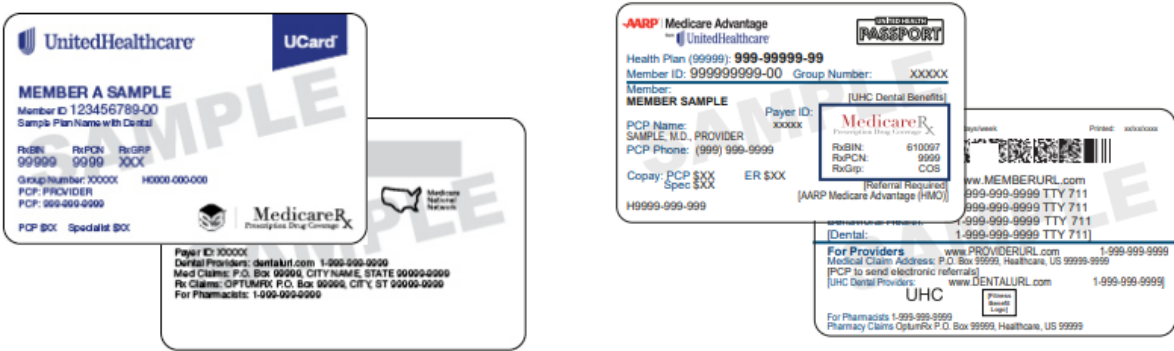 UnitedHealthcare
UCard
SAMPLE
MEMBER A SAMPLE
Member ID 123456789-00
Sample Plan Name with Dental
RxBIN RxPCN RxGRP
99999 9999 XXX
Group Number: XXXXX H0000-000-000
PCP: PROVIDER
PCP: 999-999-9999
PCP $XX Specialist $XX
MedicareRx
Prescription Drug Coverage
Medicare
National
Network
Payer ID: XXXXX
Dental Providers: dentalurl.com 1-999-999-9999
Med Claims: P.O. Box 99999, CITY NAME, STATE 99999-9999
Rx Claims: OPTUMRX P.O. Box 99999, CITY, ST 99999-9999
For Pharmacists: 1-999-999-9999
AARP Medicare Advantage
from UnitedHealthcare
UNITEDHEALTH
PASSPORT
Health Plan (99999): 999-99999-99
Member ID: 999999999-00 Group Number: XXXXX
Member:
MEMBER SAMPLE
[UHC Dental Benefits]
Payer ID:
xxxxx
PCP Name:
SAMPLE, M.D., PROVIDER
PCP Phone: (999) 999-9999
MedicareRx
Prescription Drug Coverage
RxBIN: 610097
RxPCN: 9999
RxGrp: COS
Copay: PCP $XX ER $XX
Spec $XX
[Referral Required]
[AARP Medicare Advantage (HMO)]
H9999-999-999
SAMPLE
days/week Printed: xx/xx/xxxx
www.MEMBERURL.com
1-999-999-9999 TTY 711
1-999-999-9999 TTY 711
Behavioral Health: 1-999-999-9999 TTY 711
[Dental: 1-999-999-9999 TTY 711]
For Providers www.PROVIDERURL.com 1-999-999-9999
Medical Claim Address: P.O. Box 99999, Healthcare, US 99999-9999
[PCP to send electronic referrals]
[UHC Dental Providers: www.DENTALURL.com 1-999-999-9999]
UHC
[Fitness
Benefit
Logo]
For Pharmacists 1-999-999-9999
Pharmacy Claims OptumRx P.O. Box 99999, Healthcare, US 99999